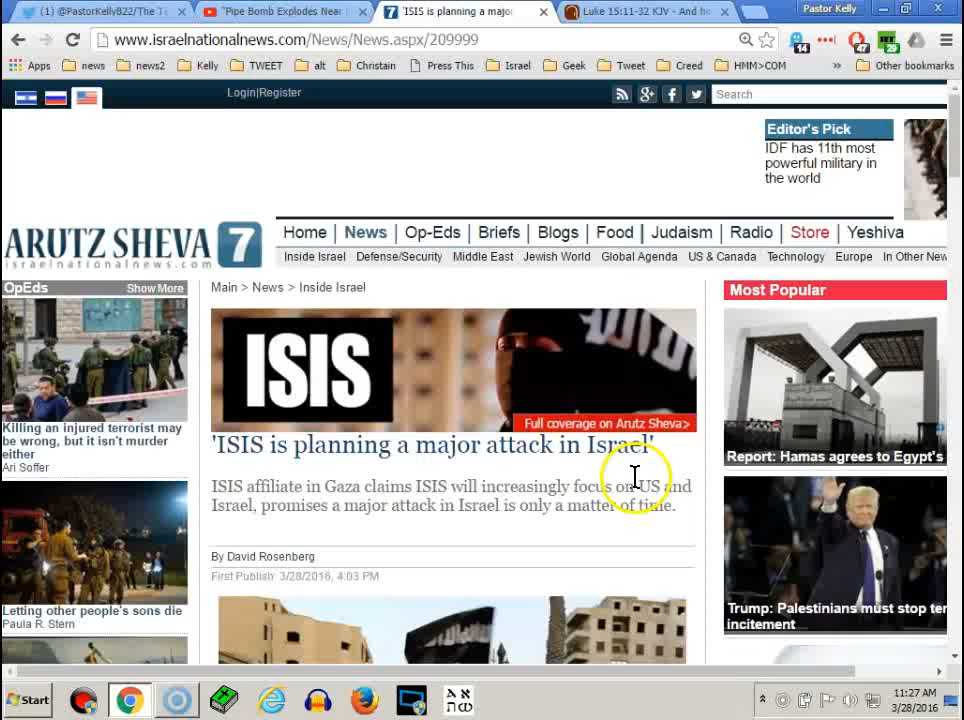 (1) @PastorKelly822/The T
"Pipe Bomb Explodes Near
'ISIS is planning a major
Luke 15:11-32 KJV - And he
Pastor Kelly
www.israelnationalnews.com/News/News.aspx/209999
14
47
29
Apps news news2 Kelly TWEET alt Christain Press This Israel Geek Tweet Creed HMM>COM » Other bookmarks
Login|Register
Search
Editor's Pick
IDF has 11th most
powerful military in
the world
ARUTZ SHEVA 7
israelnationalnews.com
Home News Op-Eds Briefs Blogs Food Judaism Radio Store Yeshiva
Inside Israel Defense/Security Middle East Jewish World Global Agenda US & Canada Technology Europe In Other New
OpEds Show More
Killing an injured terrorist may
be wrong, but it isn't murder
either
Ari Soffer
Letting other people's sons die
Paula R. Stern
Main > News > Inside Israel
ISIS
Full coverage on Arutz Sheva>
'ISIS is planning a major attack in Israel'
ISIS affiliate in Gaza claims ISIS will increasingly focus on US and
Israel, promises a major attack in Israel is only a matter of time.
By David Rosenberg
First Publish: 3/28/2016, 4:03 PM
Most Popular
Report: Hamas agrees to Egypt's
Trump: Palestinians must stop ter
incitement
Start
א A
ת ω
11:27 AM
3/28/2016